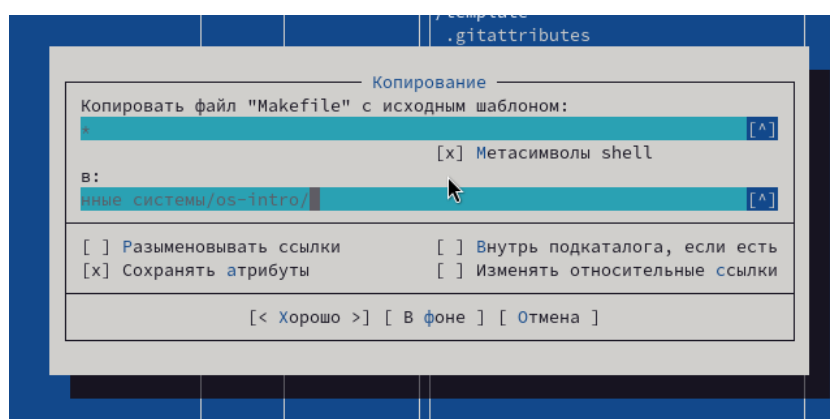 /template
.gitattributes
Копирование
Копировать файл "Makefile" с исходным шаблоном:
* [^]
[x] Метасимволы shell
в:
нные системы/os-intro/ [^]
[ ] Разыменовывать ссылки [ ] Внутрь подкаталога, если есть
[x] Сохранять атрибуты [ ] Изменять относительные ссылки
[< Хорошо >] [ В фоне ] [ Отмена ]